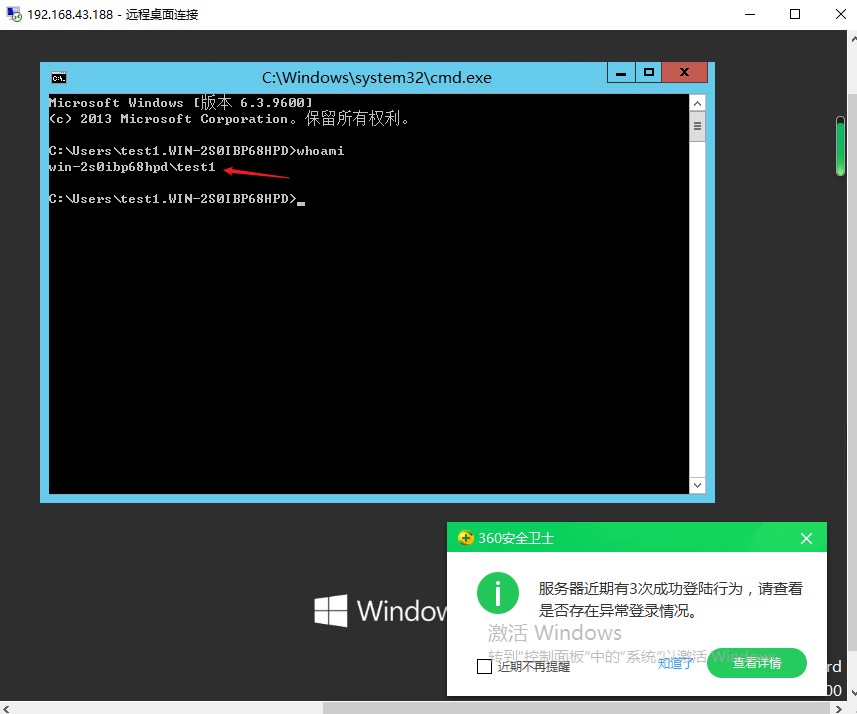 192.168.43.188 - 远程桌面连接
C:\Windows\system32\cmd.exe
Microsoft Windows [版本 6.3.9600]
(c) 2013 Microsoft Corporation。保留所有权利。
C:\Users\test1.WIN-2S0IBP68HPD>whoami
win-2s0ibp68hpd\test1
C:\Users\test1.WIN-2S0IBP68HPD>
360安全卫士
服务器近期有3次成功登陆行为，请查看
是否存在异常登录情况。
Window
激活 Windows
转到"控制面板"中的"系统"以激活 Windows
近期不再提醒
知道了
查看详情
rd
00